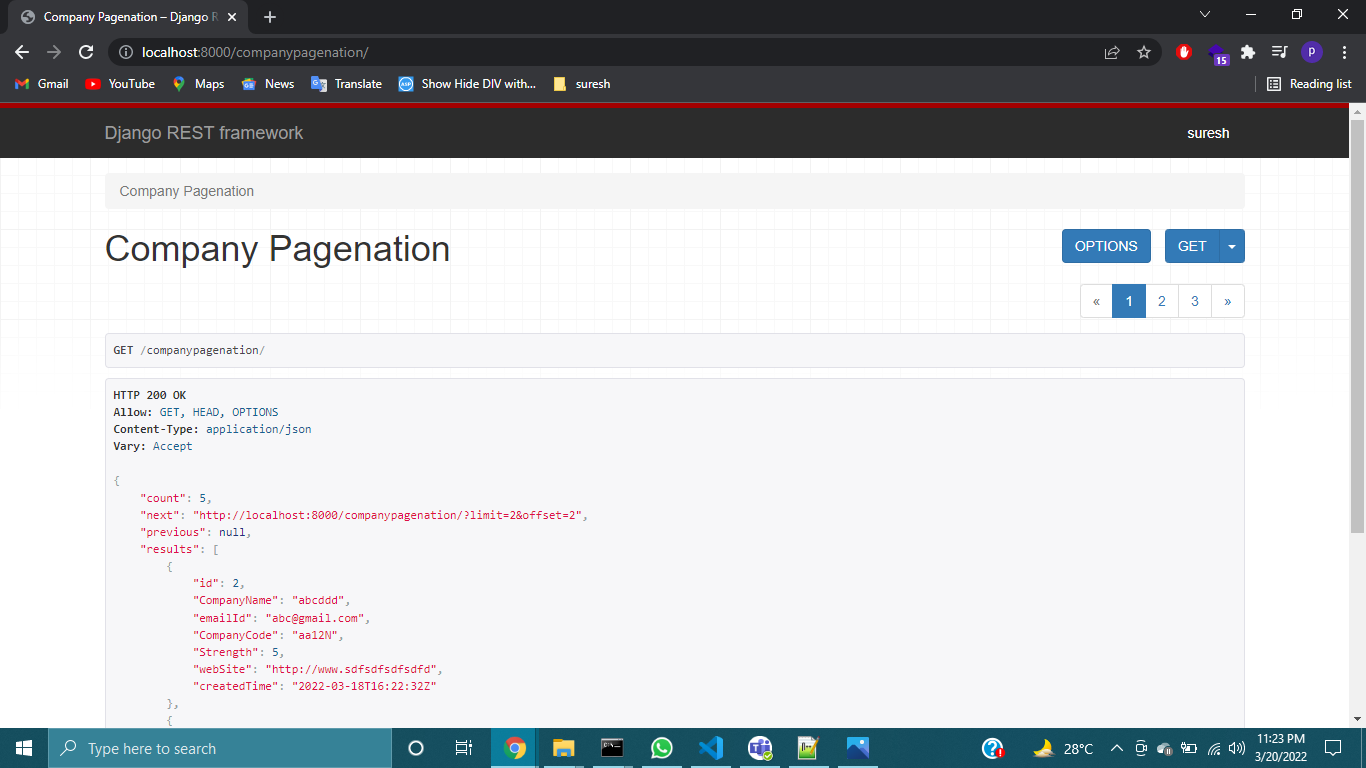 Company Pagenation – Django R
localhost:8000/companypagenation/
15
p
Gmail YouTube Maps News Translate Show Hide DIV with... suresh Reading list
Django REST framework suresh
Company Pagenation
Company Pagenation
OPTIONS GET
« 1 2 3 »
GET /companypagenation/
HTTP 200 OK
Allow: GET, HEAD, OPTIONS
Content-Type: application/json
Vary: Accept
{
"count": 5,
"next": "http://localhost:8000/companypagenation/?limit=2&offset=2",
"previous": null,
"results": [
{
"id": 2,
"CompanyName": "abcddd",
"emailId": "abc@gmail.com",
"CompanyCode": "aa12N",
"Strength": 5,
"webSite": "http://www.sdfsdfsdfsdfd",
"createdTime": "2022-03-18T16:22:32Z"
},
{
Type here to search
28°C
11:23 PM
3/20/2022